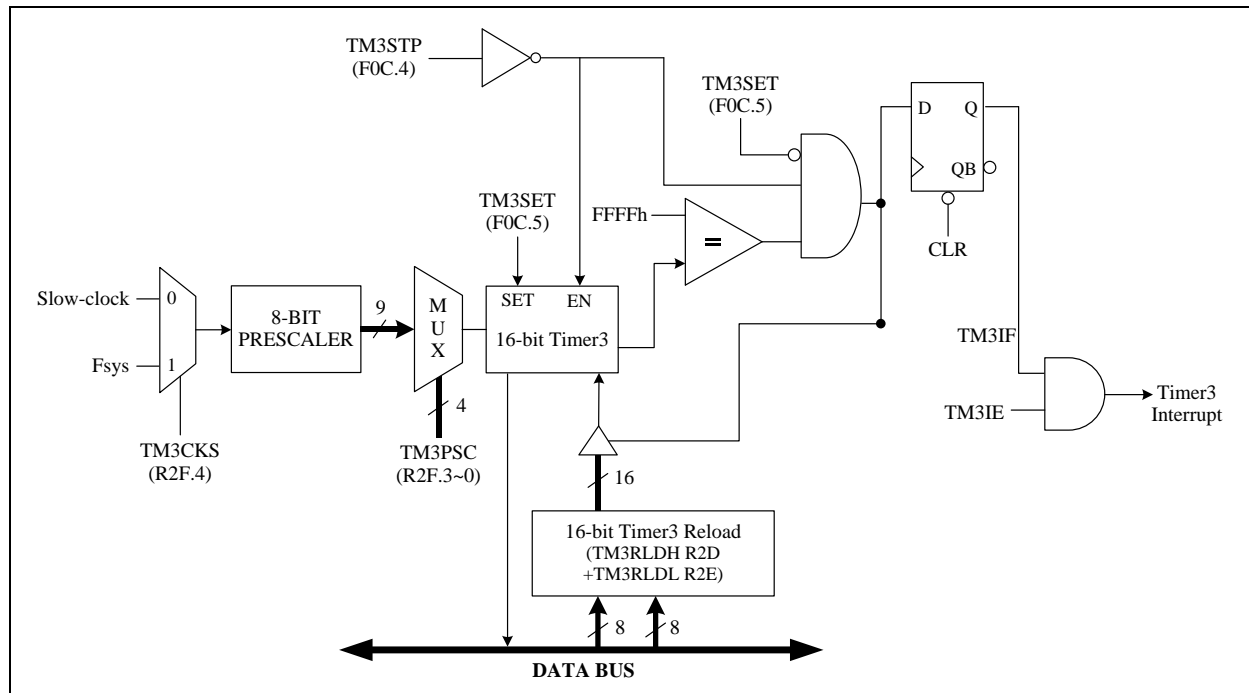 TM3STP
(F0C.4)
TM3SET
(F0C.5)
D
Q
QB
CLR
TM3SET
(F0C.5)
FFFFh
=
Slow-clock
0
Fsys
1
8-BIT
PRESCALER
9
MUX
SET
EN
16-bit Timer3
TM3CKS
(R2F.4)
4
TM3PSC
(R2F.3~0)
TM3IF
TM3IE
Timer3
Interrupt
16
16-bit Timer3 Reload
(TM3RLDH R2D
+TM3RLDL R2E)
8
8
DATA BUS